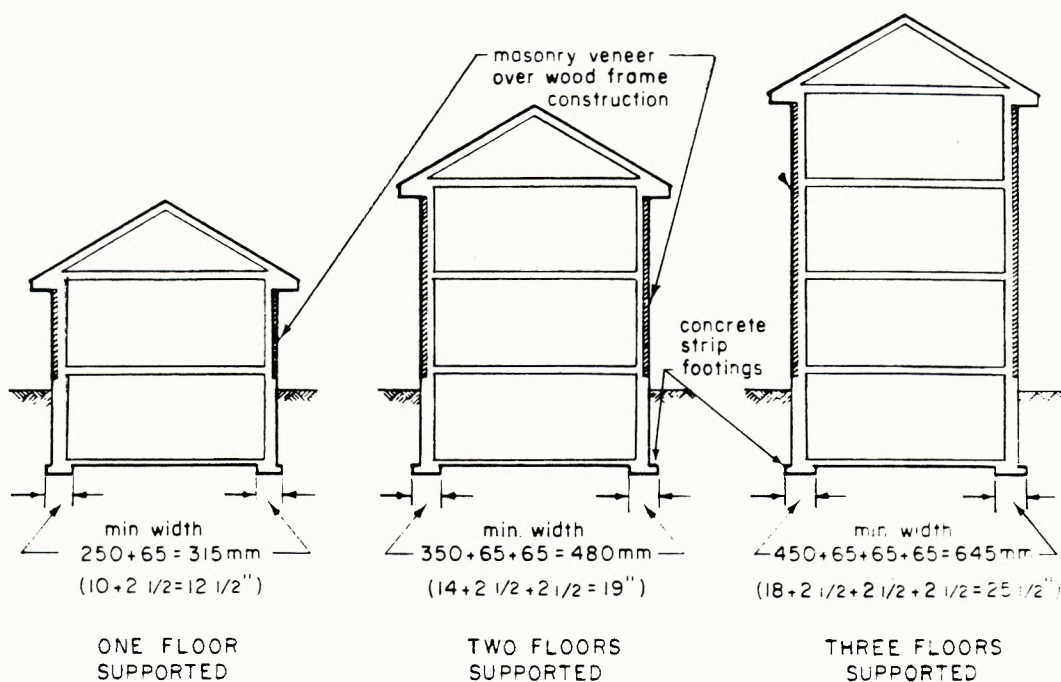 masonry veneer
over wood frame
construction
concrete
strip
footings
min width
250+65=315mm
(10+2 1/2=12 1/2")
ONE FLOOR
SUPPORTED
min. width
350+65+65=480mm
(14+2 1/2+2 1/2=19")
TWO FLOORS
SUPPORTED
min. width
450+65+65+65=645mm
(18+2 1/2+2 1/2+2 1/2=25 1/2")
THREE FLOORS
SUPPORTED